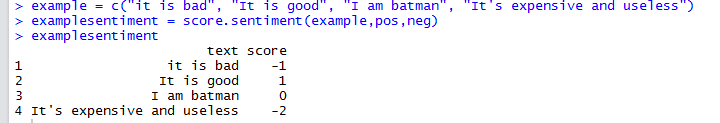 > example = c("it is bad", "It is good", "I am batman", "It's expensive and useless")
> examplesentiment = score.sentiment(example,pos,neg)
> examplesentiment
text score
1 it is bad -1
2 It is good 1
3 I am batman 0
4 It's expensive and useless -2